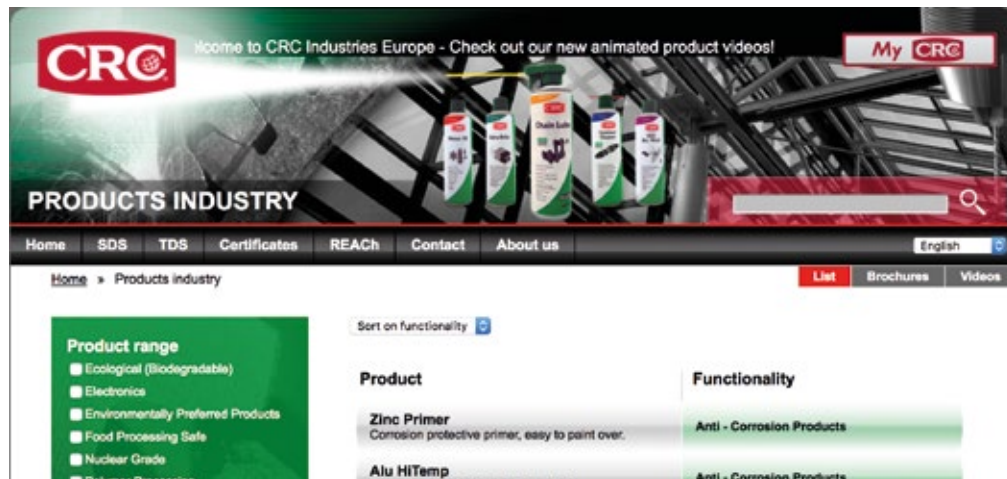 CRC
lcome to CRC Industries Europe - Check out our new animated product videos!
My CRC
CRC
Chain Lube
PRODUCTS INDUSTRY
Home SDS TDS Certificates REACh Contact About us
English
Home » Products industry
List Brochures Videos
Sort on functionality
Product range
Ecological (Biodegradable)
Electronics
Environmentally Preferred Products
Food Processing Safe
Nuclear Grade
Product Functionality
Zinc Primer
Corrosion protective primer, easy to paint over.
Anti - Corrosion Products
Alu HiTemp
Anti - Corrosion Products